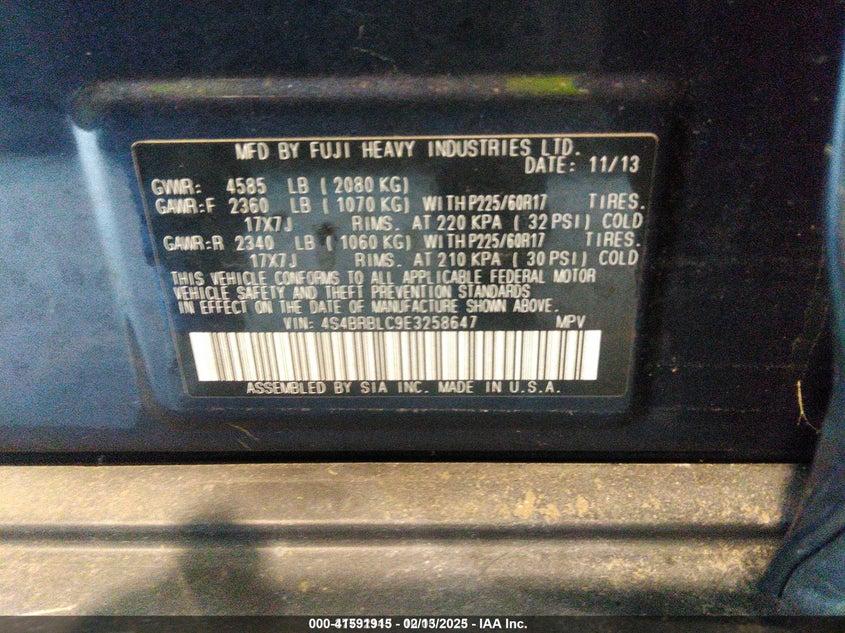 MFD BY FUJI HEAVY INDUSTRIES LTD.
DATE: 11/13
GVWR: 4585 LB ( 2080 KG)
GAWR:F 2360 LB ( 1070 KG) WITH P225/60R17 TIRES.
17X7J RIMS. AT 220 KPA ( 32 PSI) COLD
GAWR:R 2340 LB ( 1060 KG) WITH P225/60R17 TIRES.
17X7J RIMS. AT 210 KPA ( 30 PSI) COLD
THIS VEHICLE CONFORMS TO ALL APPLICABLE FEDERAL MOTOR
VEHICLE SAFETY AND THEFT PREVENTION STANDARDS
IN EFFECT ON THE DATE OF MANUFACTURE SHOWN ABOVE.
VIN: 4S4BRBLC9E3258647 MPV
ASSEMBLED BY SIA INC. MADE IN U.S.A.
02/13/2025 - IAA Inc.